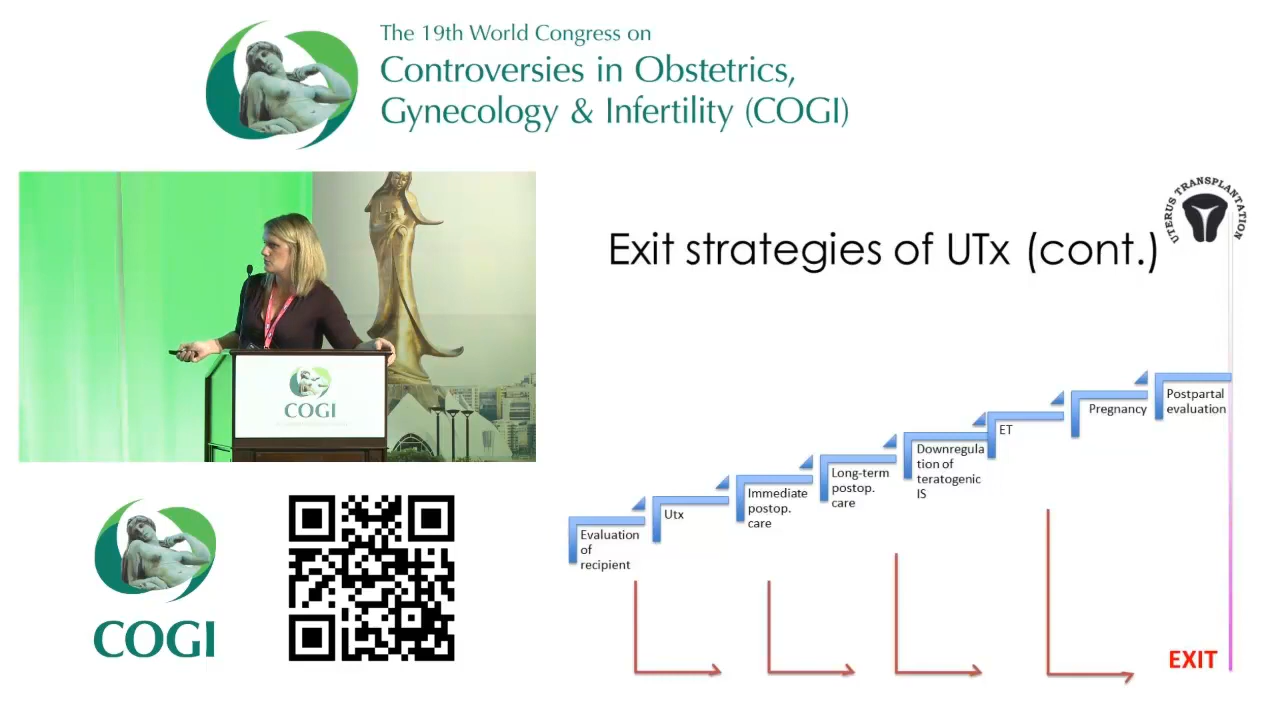 The 19th World Congress on
Controversies in Obstetrics,
Gynecology & Infertility (COGI)
UTERUS TRANSPLANTATION
Exit strategies of UTx (cont.)
COGI
Evaluation
of
recipient
Utx
Immediate
postop.
care
Long-term
postop.
care
Downregula
tion of
teratogenic
IS
ET
Pregnancy
Postpartal
evaluation
EXIT
COGI